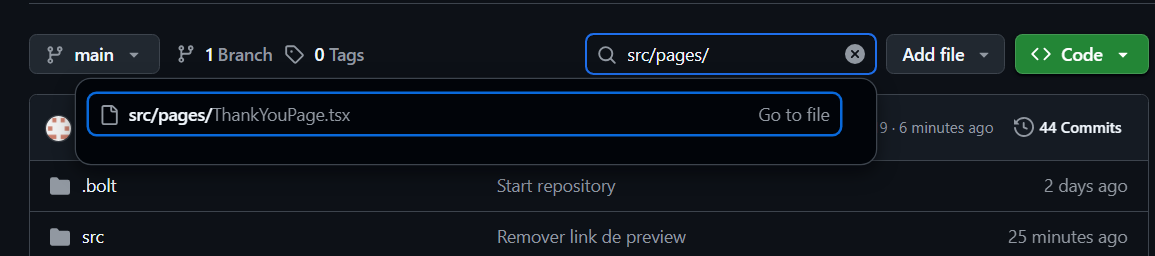 main 1 Branch 0 Tags src/pages/ Add file Code
src/pages/ThankYouPage.tsx Go to file
9 · 6 minutes ago 44 Commits
.bolt Start repository 2 days ago
src Remover link de preview 25 minutes ago